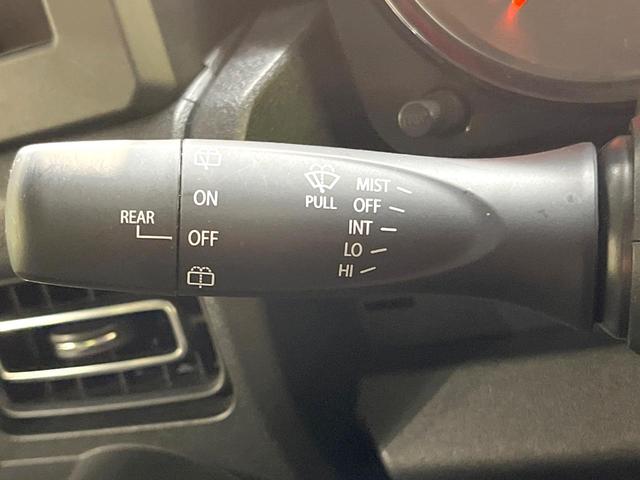 REAR
ON
OFF
PULL
MIST
OFF
INT
LO
HI